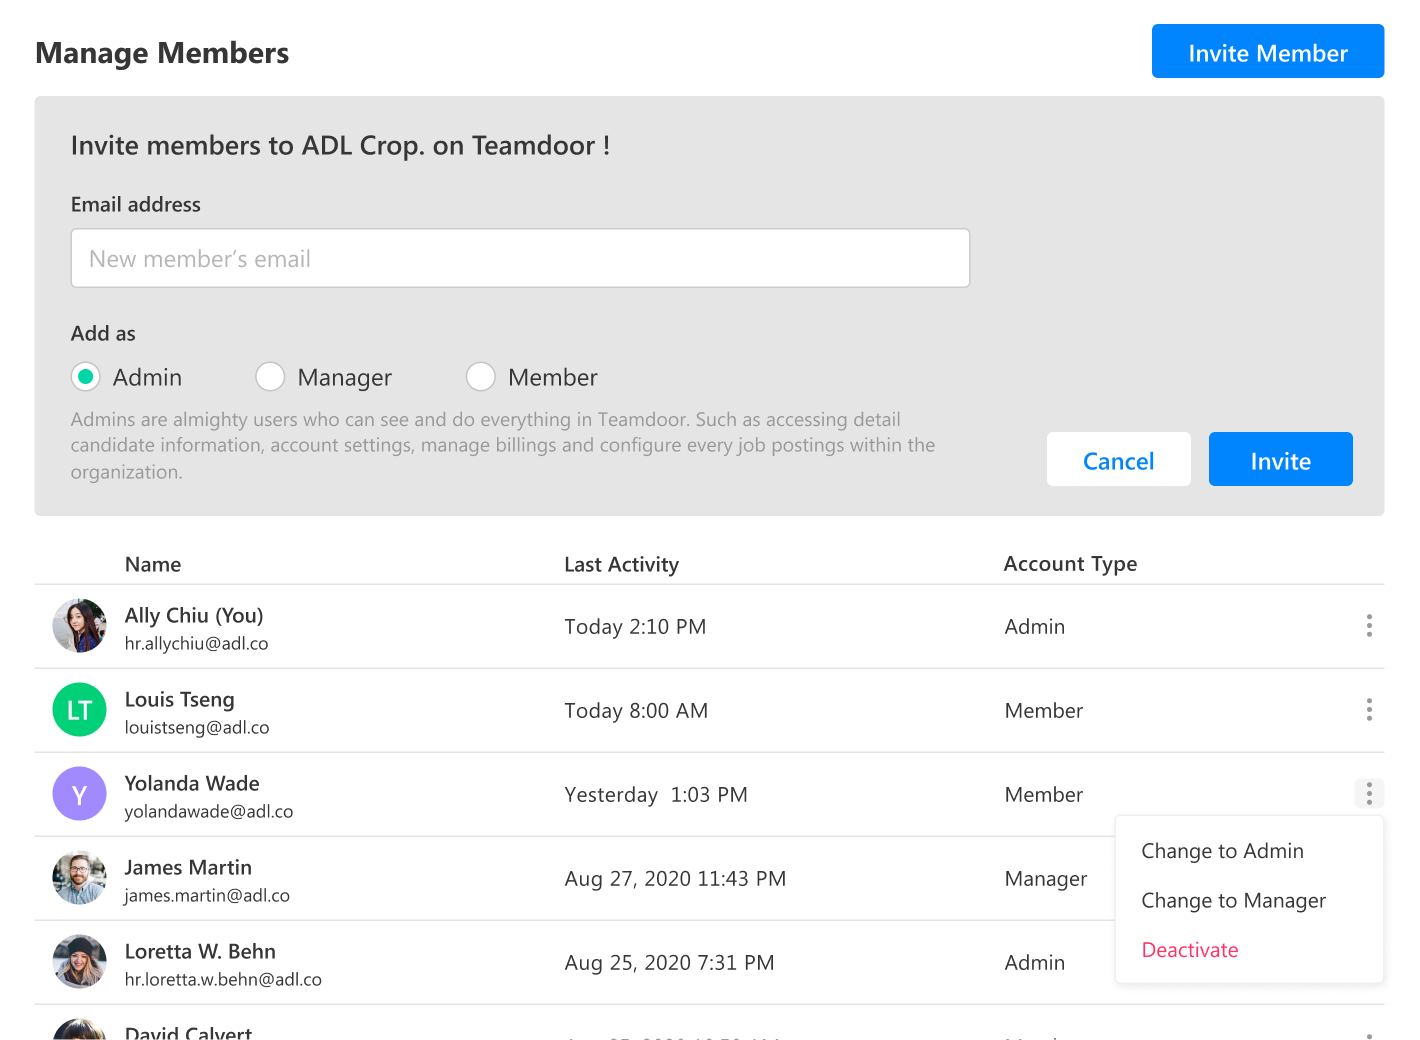 Manage Members
Invite Member
Invite members to ADL Crop. on Teamdoor !
Email address
New member's email
Add as
Admin Manager Member
Admins are almighty users who can see and do everything in Teamdoor. Such as accessing detail
candidate information, account settings, manage billings and configure every job postings within the
organization.
Cancel Invite
Name Last Activity Account Type
Ally Chiu (You)
hr.allychiu@adl.co
Today 2:10 PM
Admin
LT
Louis Tseng
louistseng@adl.co
Today 8:00 AM
Member
Y
Yolanda Wade
yolandawade@adl.co
Yesterday 1:03 PM
Member
Change to Admin
Change to Manager
Deactivate
James Martin
james.martin@adl.co
Aug 27, 2020 11:43 PM
Manager
Loretta W. Behn
hr.loretta.w.behn@adl.co
Aug 25, 2020 7:31 PM
Admin
David Calvert